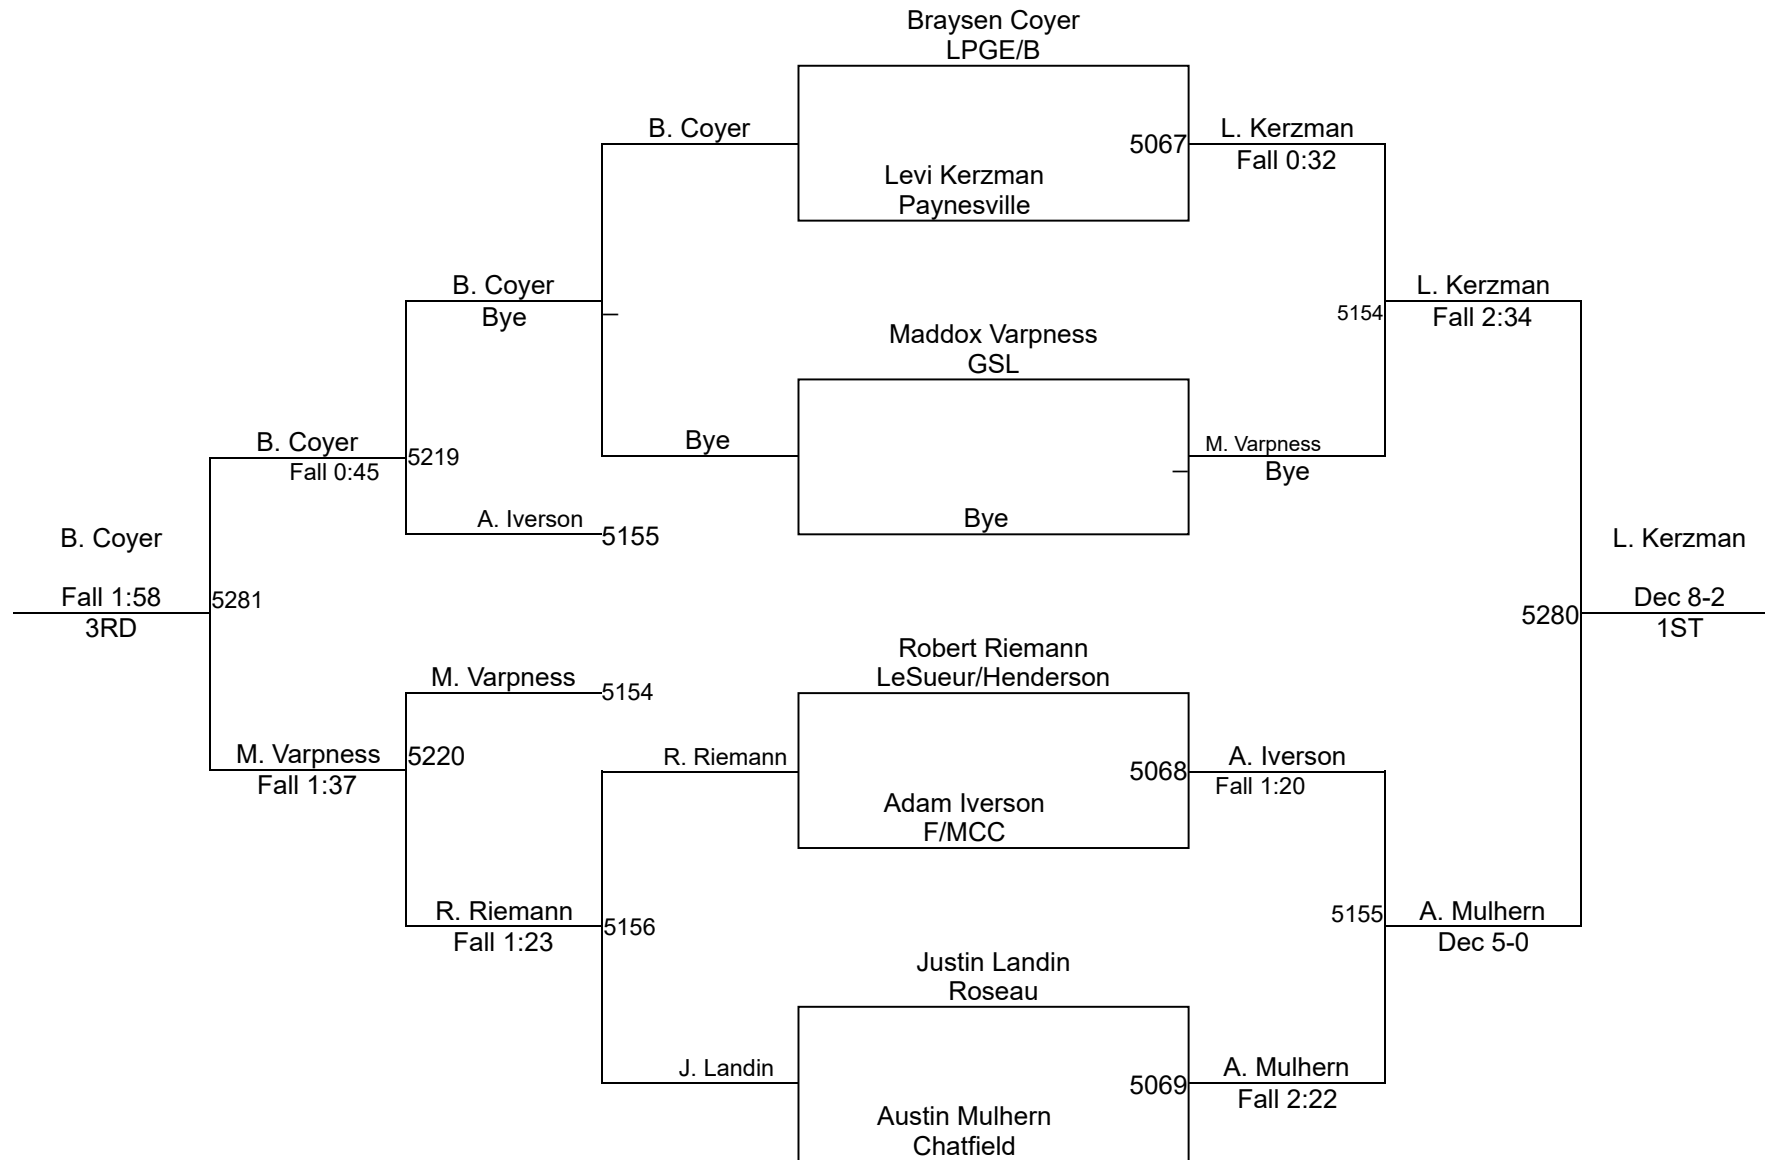 Braysen Coyer
LPGE/B
B. Coyer
5067
L. Kerzman
Fall 0:32
Levi Kerzman
Paynesville
B. Coyer
Bye
5154
L. Kerzman
Fall 2:34
Maddox Varpness
GSL
B. Coyer
Fall 0:45
5219
Bye
M. Varpness
Bye
A. Iverson
5155
Bye
B. Coyer
Fall 1:58
3RD
5281
L. Kerzman
Dec 8-2
1ST
5280
Robert Riemann
LeSueur/Henderson
M. Varpness
5154
M. Varpness
Fall 1:37
5220
R. Riemann
5068
A. Iverson
Fall 1:20
Adam Iverson
F/MCC
R. Riemann
Fall 1:23
5156
5155
A. Mulhern
Dec 5-0
Justin Landin
Roseau
J. Landin
5069
A. Mulhern
Fall 2:22
Austin Mulhern
Chatfield